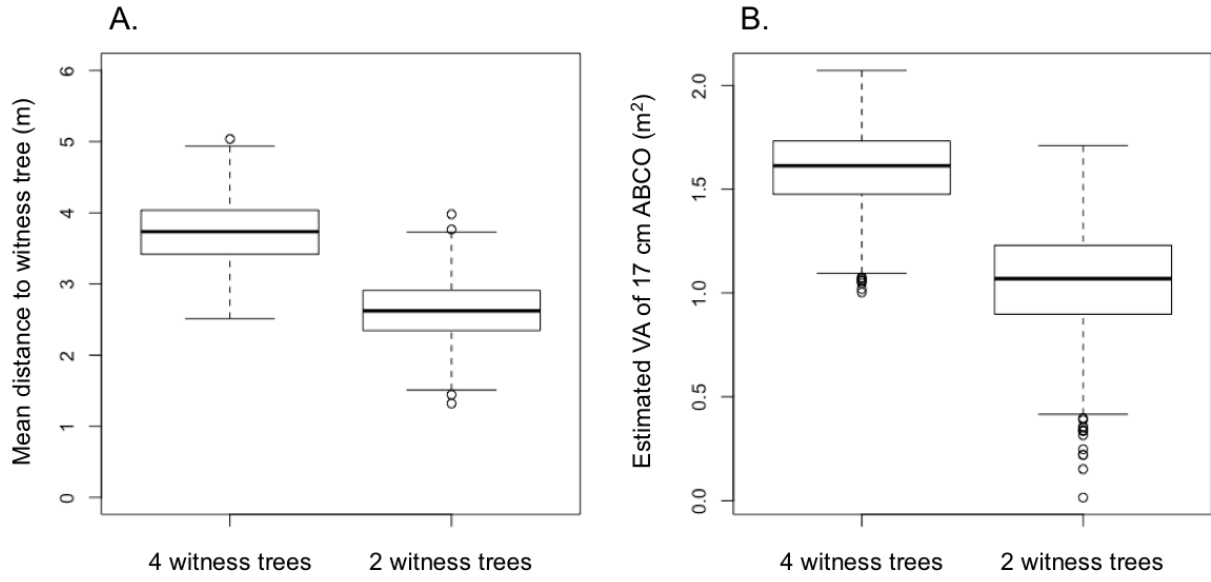 A.
Mean distance to witness tree (m)
6
5
4
3
2
1
0
4 witness trees
2 witness trees
B.
Estimated VA of 17 cm ABCO (m²)
2.0
1.5
1.0
0.5
0.0
4 witness trees
2 witness trees